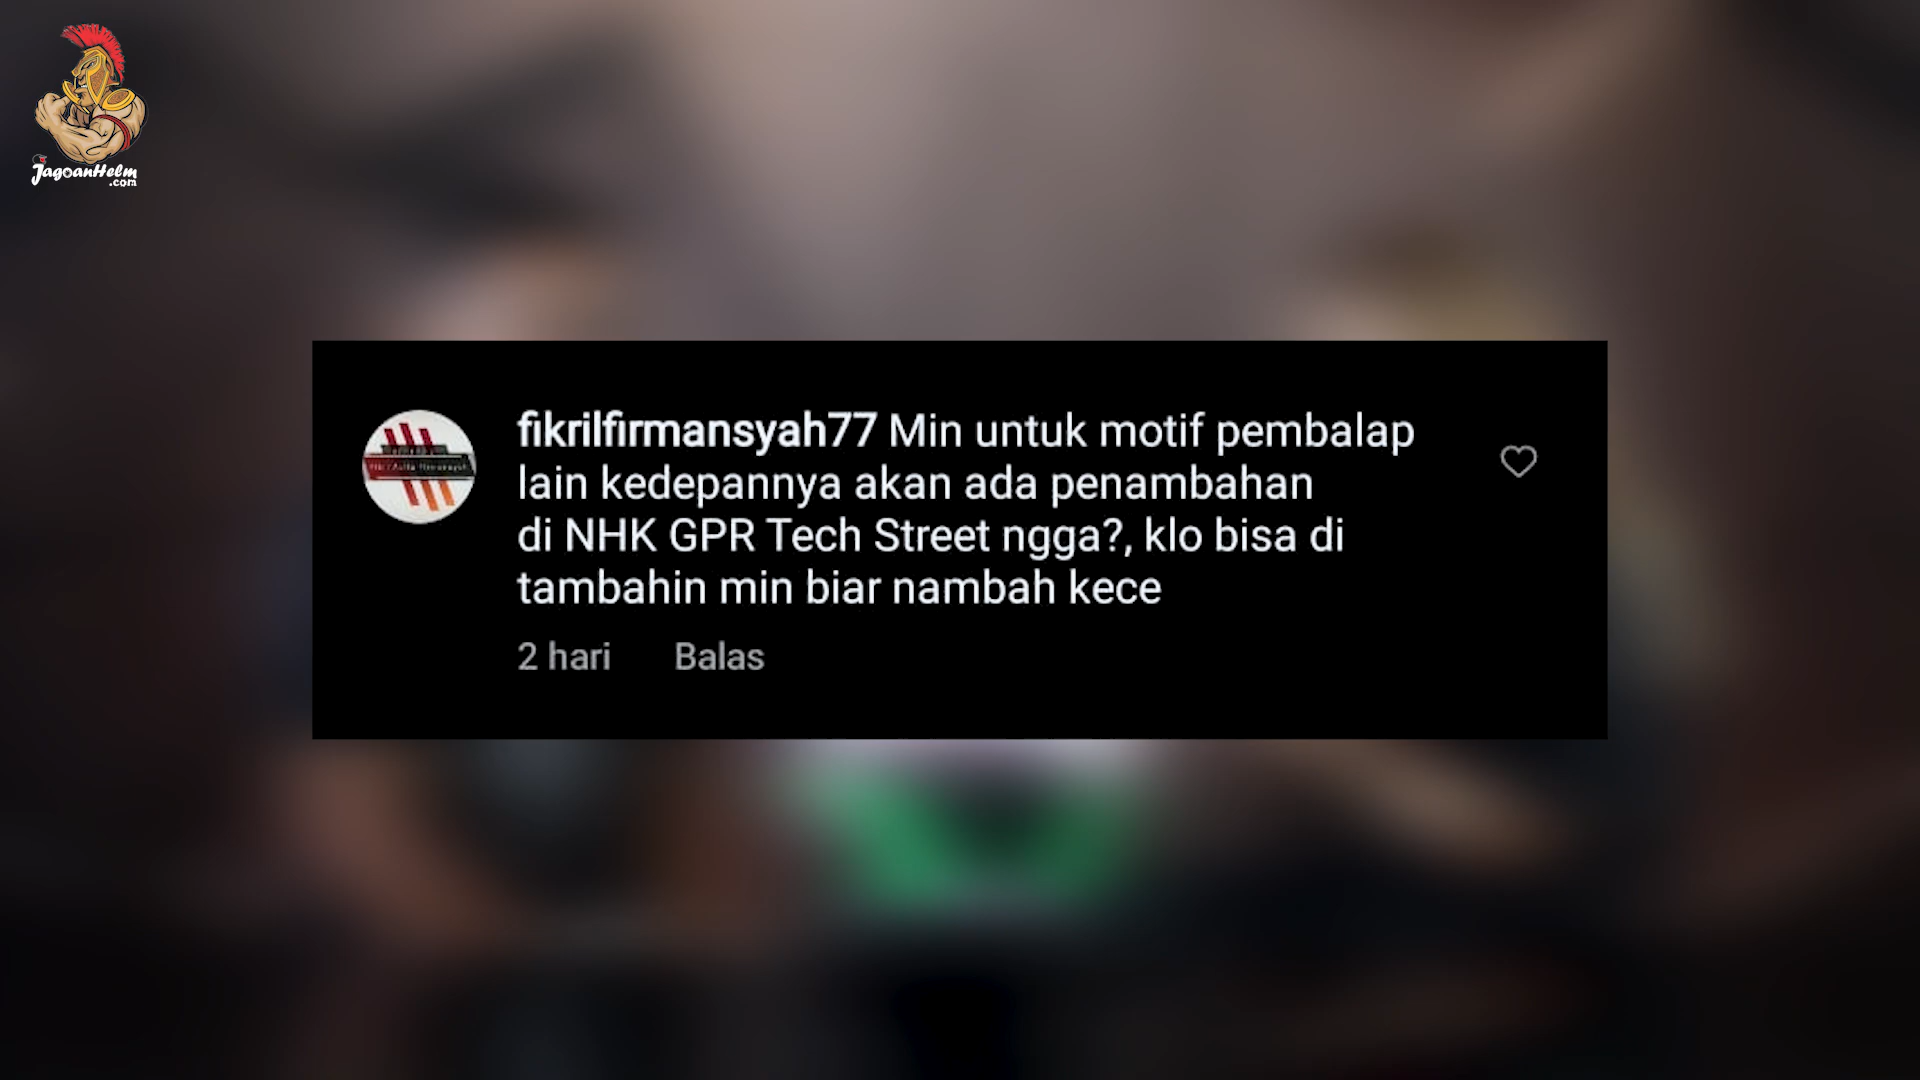 JagoanHelm
.com
fikrilfirmansyah77 Min untuk motif pembalap
lain kedepannya akan ada penambahan
di NHK GPR Tech Street ngga?, klo bisa di
tambahin min biar nambah kece
2 hari Balas